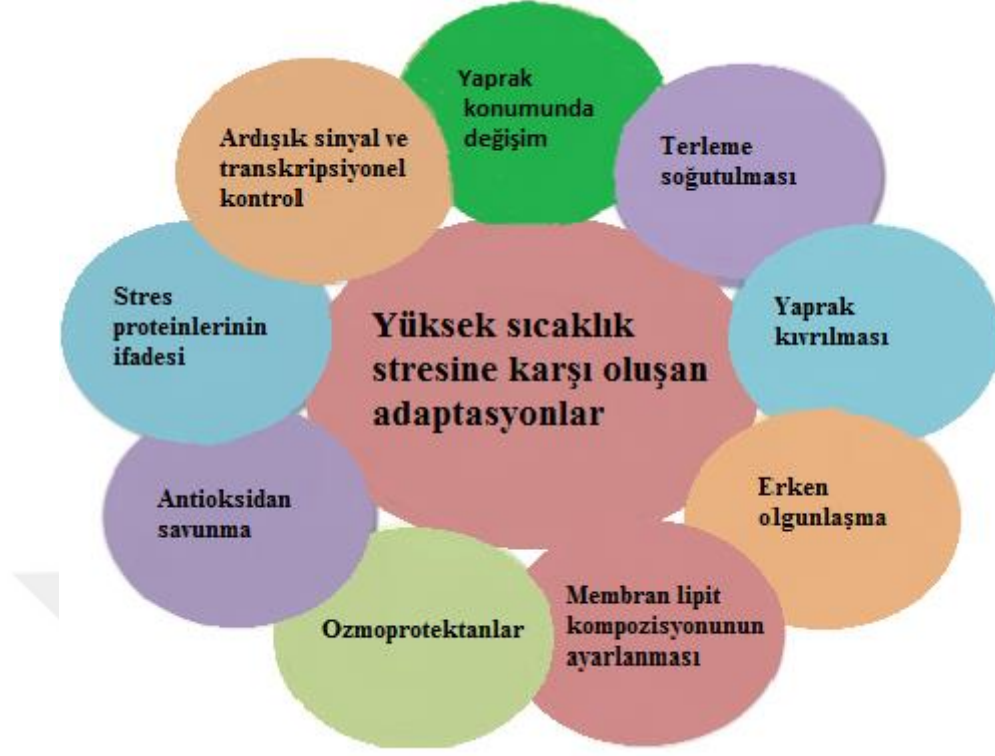 Yaprak
konumunda
değişim
Terleme
soğutulması
Yaprak
kıvrılması
Erken
olgunlaşma
Membran lipit
kompozisyonunun
ayarlanması
Ozmoprotektanlar
Antioksidan
savunma
Stres
proteinlerinin
ifadesi
Ardışık sinyal ve
transkripsiyonel
kontrol
Yüksek sıcaklık
stresine karşı oluşan
adaptasyonlar